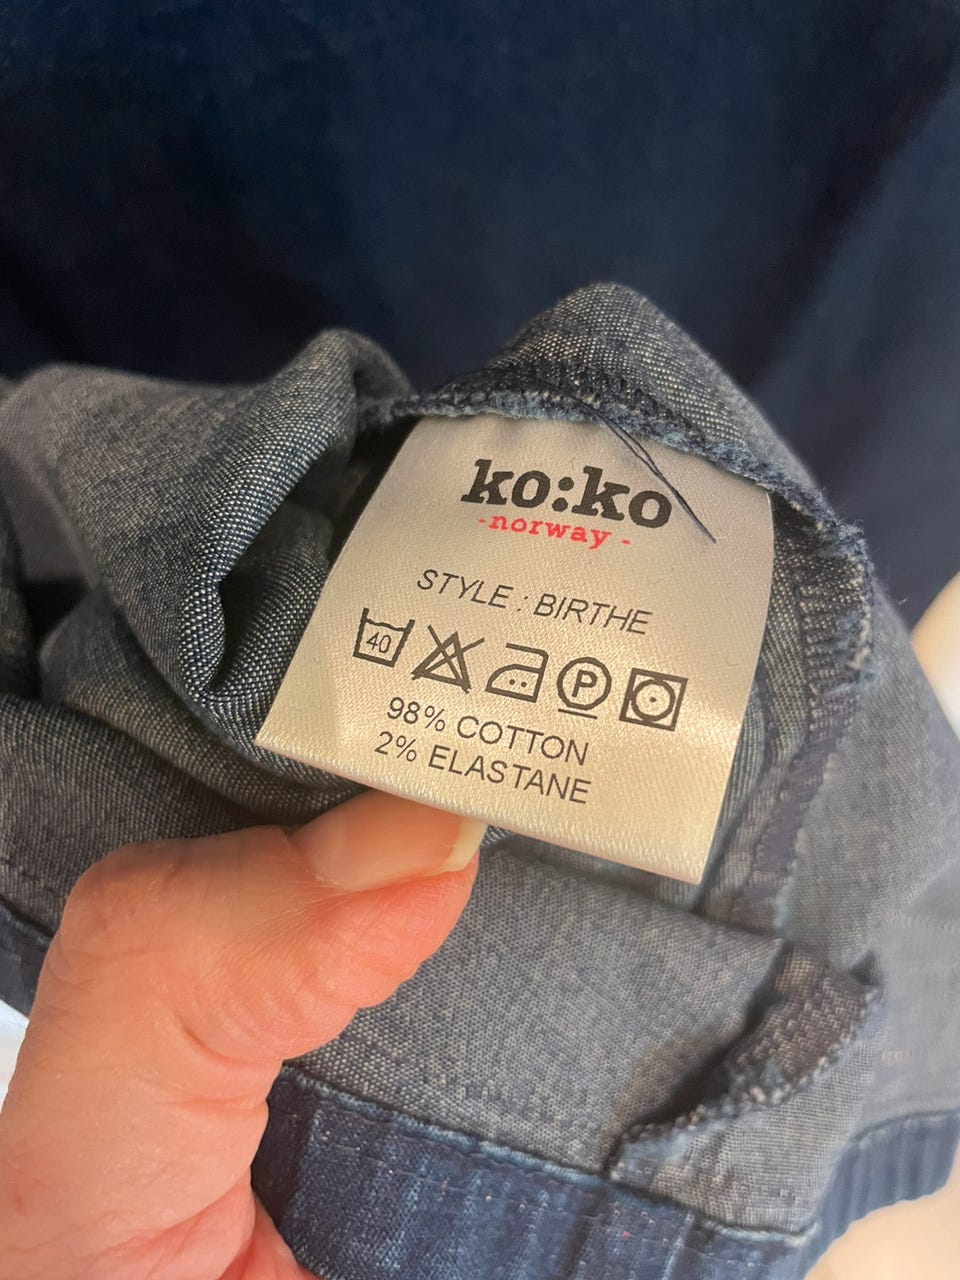 ko:ko
-norway -
STYLE : BIRTHE
40 P
98% COTTON
2% ELASTANE